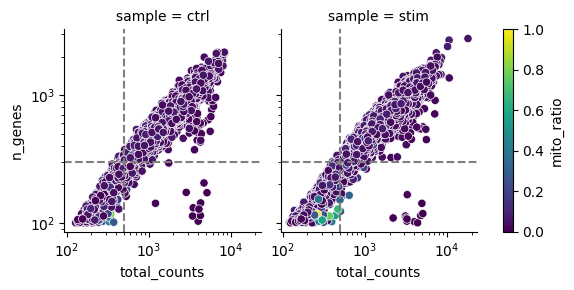 sample = ctrl
sample = stim
n_genes
10³
10²
10² 10³ 10⁴
total_counts
10² 10³ 10⁴
total_counts
1.0
0.8
0.6
0.4
0.2
0.0
mito_ratio